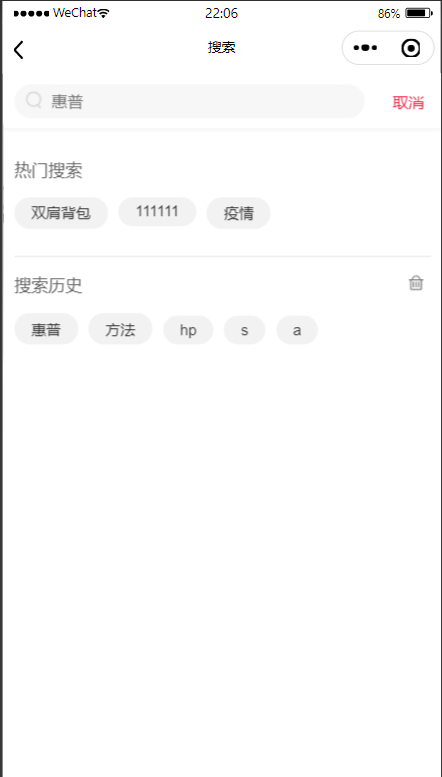 WeChat 22:06 86%
搜索
惠普 取消
热门搜索
双肩背包 111111 疫情
搜索历史
惠普 方法 hp s a